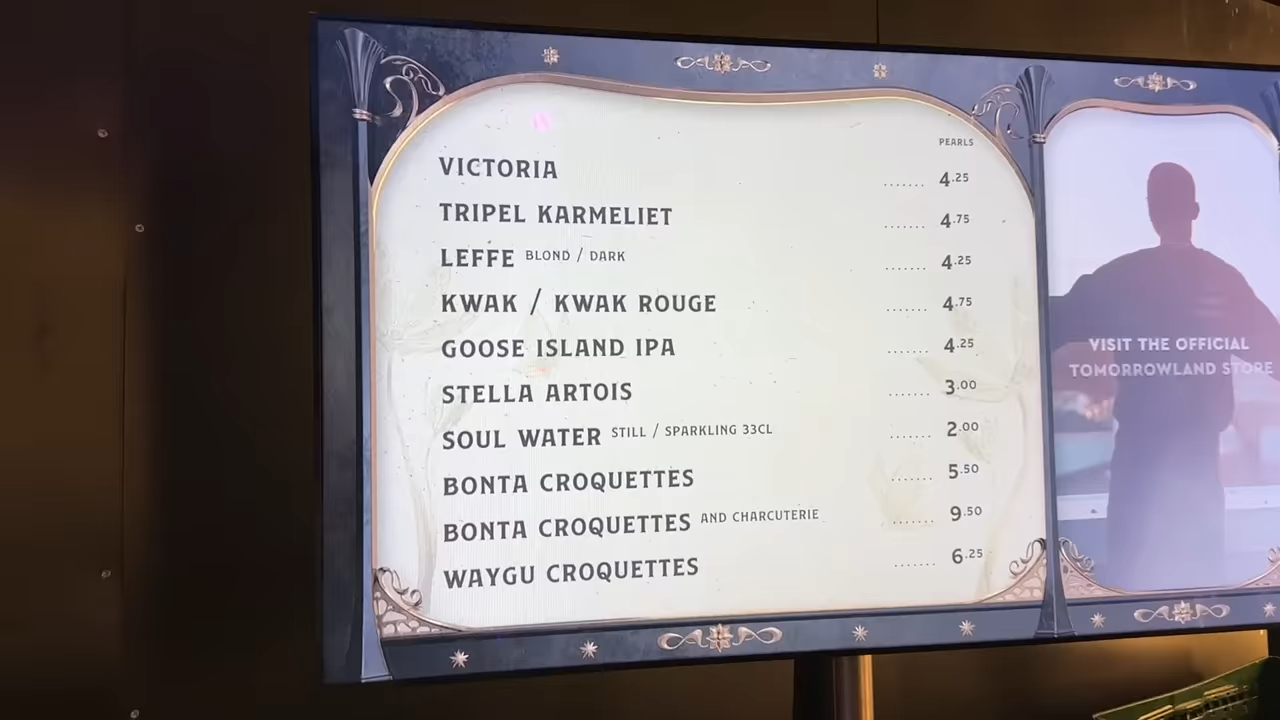 PEARLS
VICTORIA ....... 4.25
TRIPEL KARMELIET ....... 4.75
LEFFE BLOND / DARK ....... 4.25
KWAK / KWAK ROUGE ....... 4.75
GOOSE ISLAND IPA ....... 4.25
STELLA ARTOIS ....... 3.00
SOUL WATER STILL / SPARKLING 33CL ....... 2.00
BONTA CROQUETTES ....... 5.50
BONTA CROQUETTES AND CHARCUTERIE ....... 9.50
WAYGU CROQUETTES ....... 6.25
VISIT THE OFFICIAL
TOMORROWLAND STORE